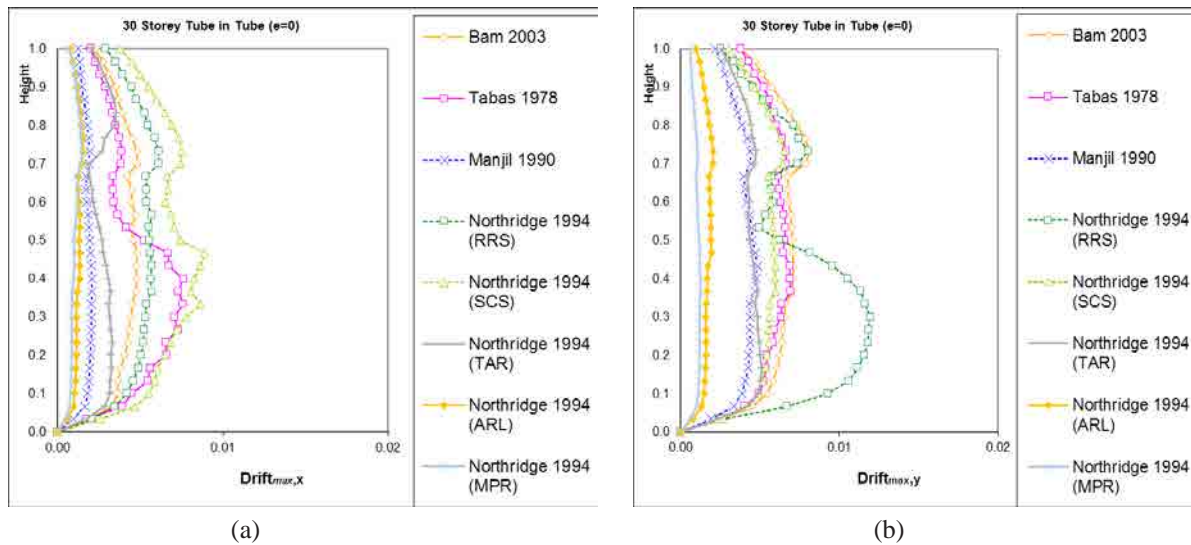 30 Storey Tube in Tube (e=0)
Height
1.0
0.9
0.8
0.7
0.6
0.5
0.4
0.3
0.2
0.1
0.0
0.00
0.01
0.02
Drift max,x
Bam 2003
Tabas 1978
Manjil 1990
Northridge 1994
(RRS)
Northridge 1994
(SCS)
Northridge 1994
(TAR)
Northridge 1994
(ARL)
Northridge 1994
(MPR)
(a)
30 Storey Tube in Tube (e=0)
Height
1.0
0.9
0.8
0.7
0.6
0.5
0.4
0.3
0.2
0.1
0.0
0.00
0.01
0.02
Drift max,y
Bam 2003
Tabas 1978
Manjil 1990
Northridge 1994
(RRS)
Northridge 1994
(SCS)
Northridge 1994
(TAR)
Northridge 1994
(ARL)
Northridge 1994
(MPR)
(b)